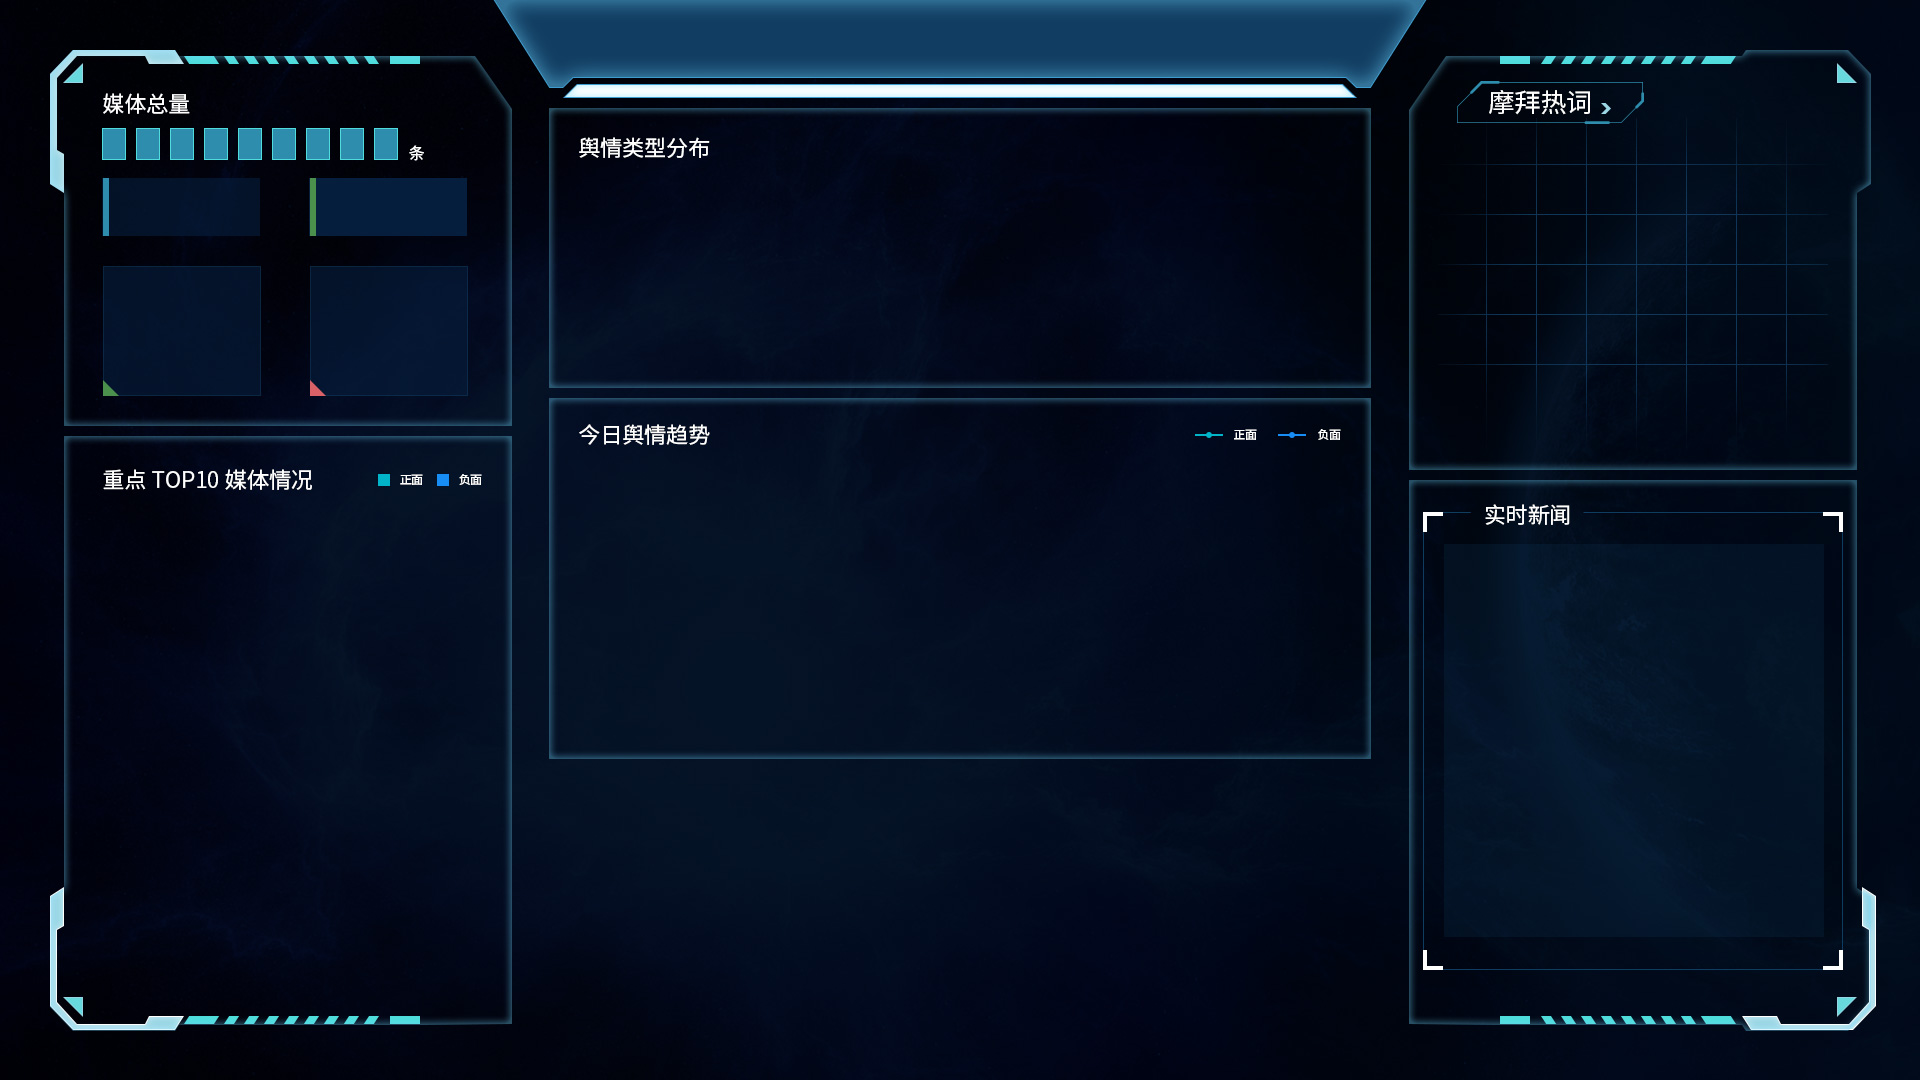 媒体总量
条
重点 TOP10 媒体情况
正面
负面
舆情类型分布
今日舆情趋势
正面
负面
摩拜热词
实时新闻